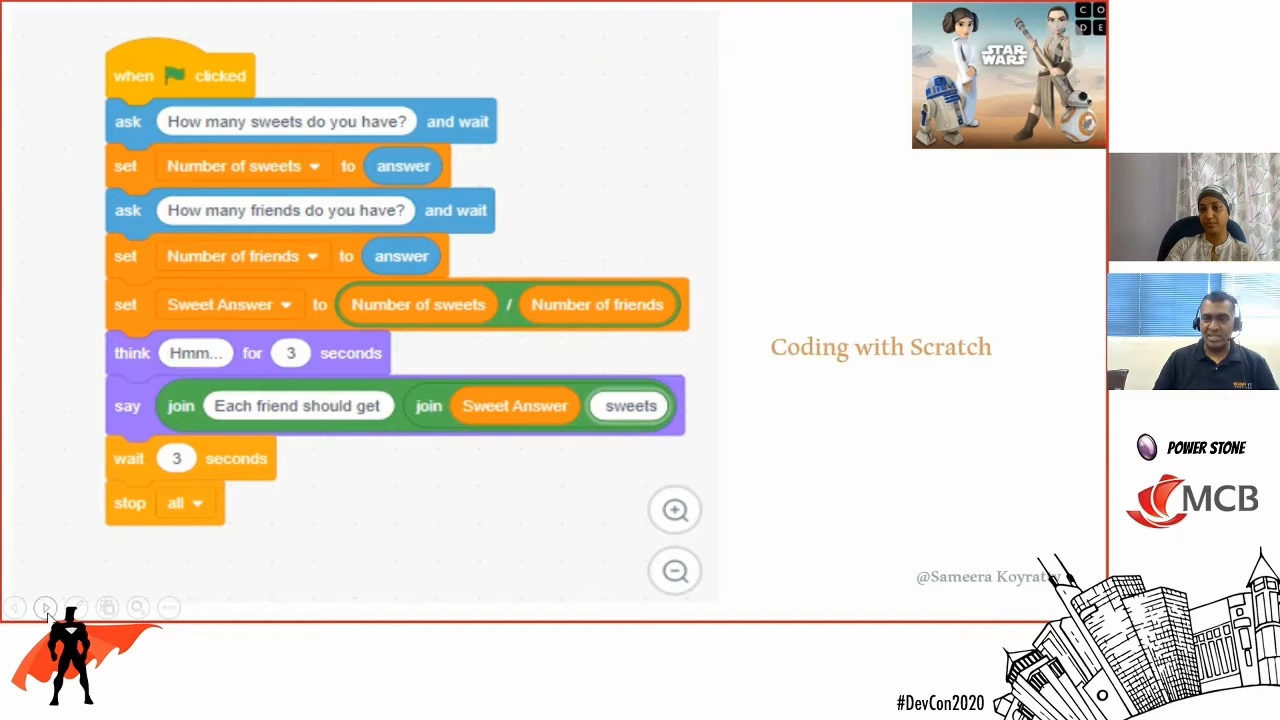 when clicked
ask How many sweets do you have? and wait
set Number of sweets to answer
ask How many friends do you have? and wait
set Number of friends to answer
set Sweet Answer to Number of sweets / Number of friends
think Hmm... for 3 seconds
say join Each friend should get join Sweet Answer sweets
wait 3 seconds
stop all
STAR
WARS
C O
D E
Coding with Scratch
POWER STONE
MCB
@Sameera Koyratty
#DevCon2020